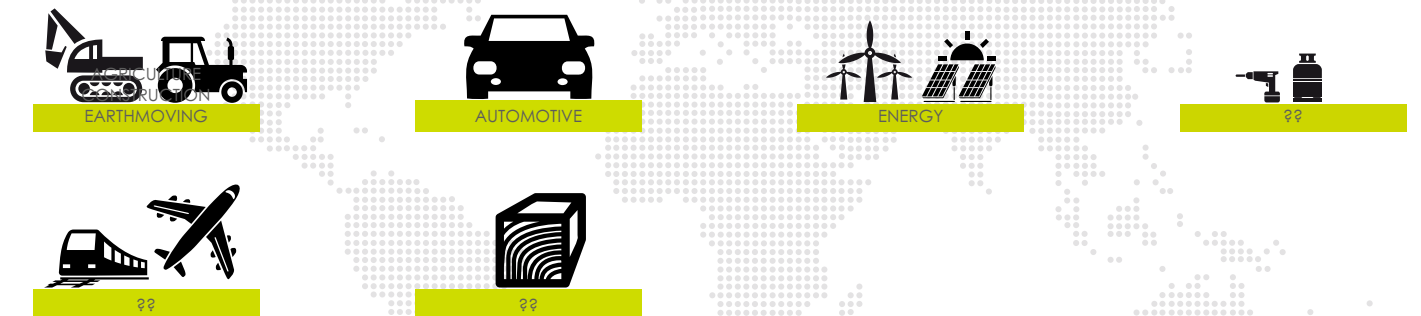 AGRICULTURE
CONSTRUCTION
EARTHMOVING
AUTOMOTIVE
ENERGY
??
??
??